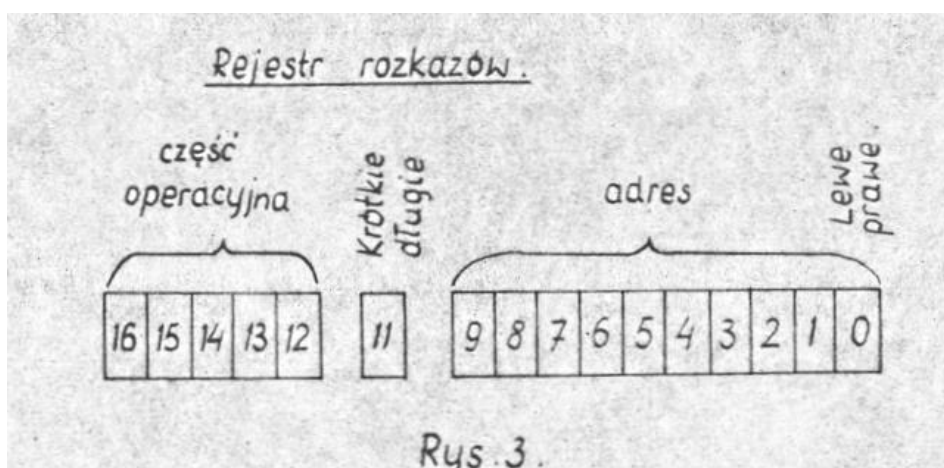 Rejestr rozkazów.
część
operacyjna
Krótkie
długie
adres
Lewe
prawe.
16 15 14 13 12 11 9 8 7 6 5 4 3 2 1 0
Rys. 3.